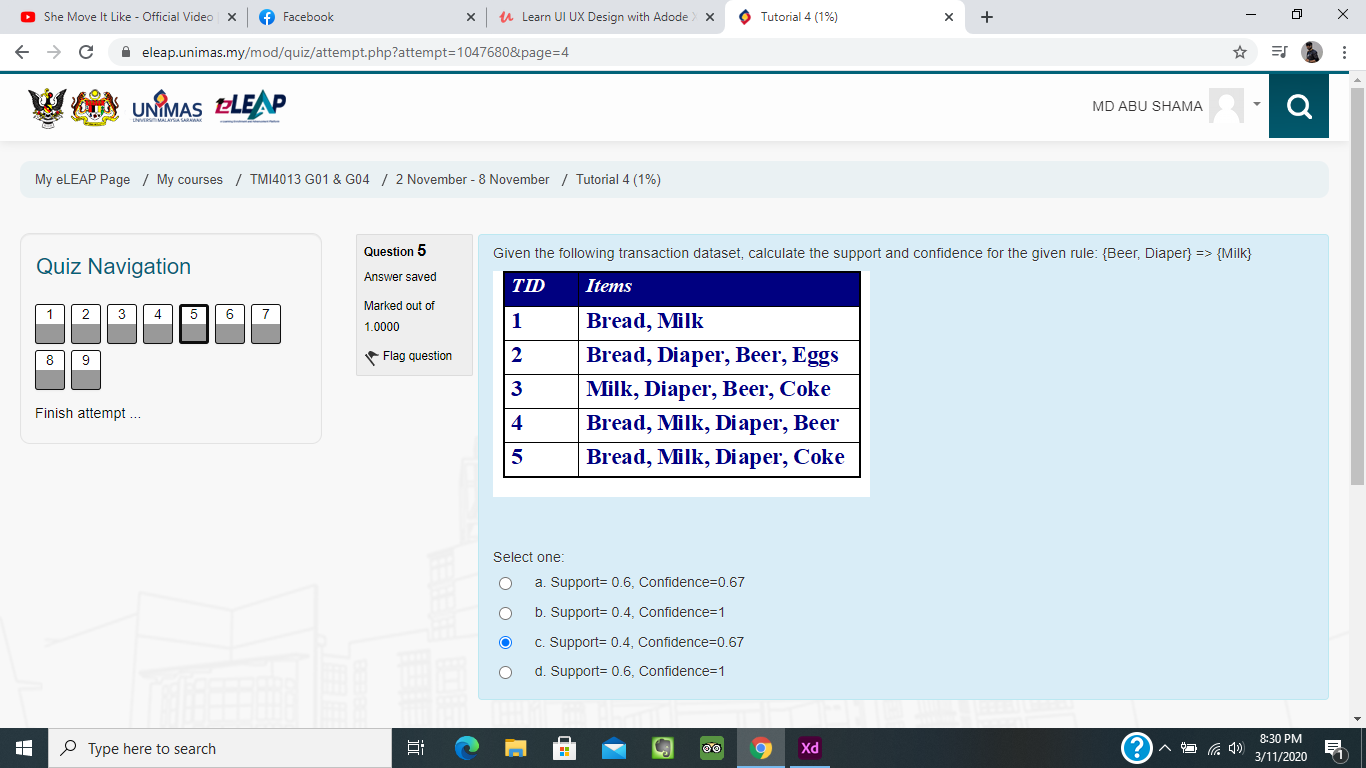 She Move It Like - Official Video
Facebook
Learn UI UX Design with Adode X
Tutorial 4 (1%)
eleap.unimas.my/mod/quiz/attempt.php?attempt=1047680&page=4
UNIMAS
eLEAP
MD ABU SHAMA
My eLEAP Page / My courses / TMI4013 G01 & G04 / 2 November - 8 November / Tutorial 4 (1%)
Quiz Navigation
1 2 3 4 5 6 7
8 9
Finish attempt ...
Question 5
Answer saved
Marked out of
1.0000
Flag question
Given the following transaction dataset, calculate the support and confidence for the given rule: {Beer, Diaper} => {Milk}
TID Items
1 Bread, Milk
2 Bread, Diaper, Beer, Eggs
3 Milk, Diaper, Beer, Coke
4 Bread, Milk, Diaper, Beer
5 Bread, Milk, Diaper, Coke
Select one:
a. Support= 0.6, Confidence=0.67
b. Support= 0.4, Confidence=1
c. Support= 0.4, Confidence=0.67
d. Support= 0.6, Confidence=1
Type here to search
Xd
8:30 PM
3/11/2020
1